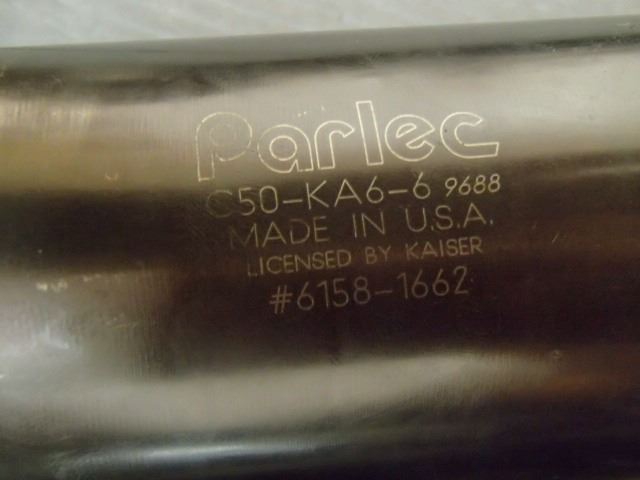 Parlec
C50-KA6-6 9688
MADE IN U.S.A.
LICENSED BY KAISER
#6158-1662